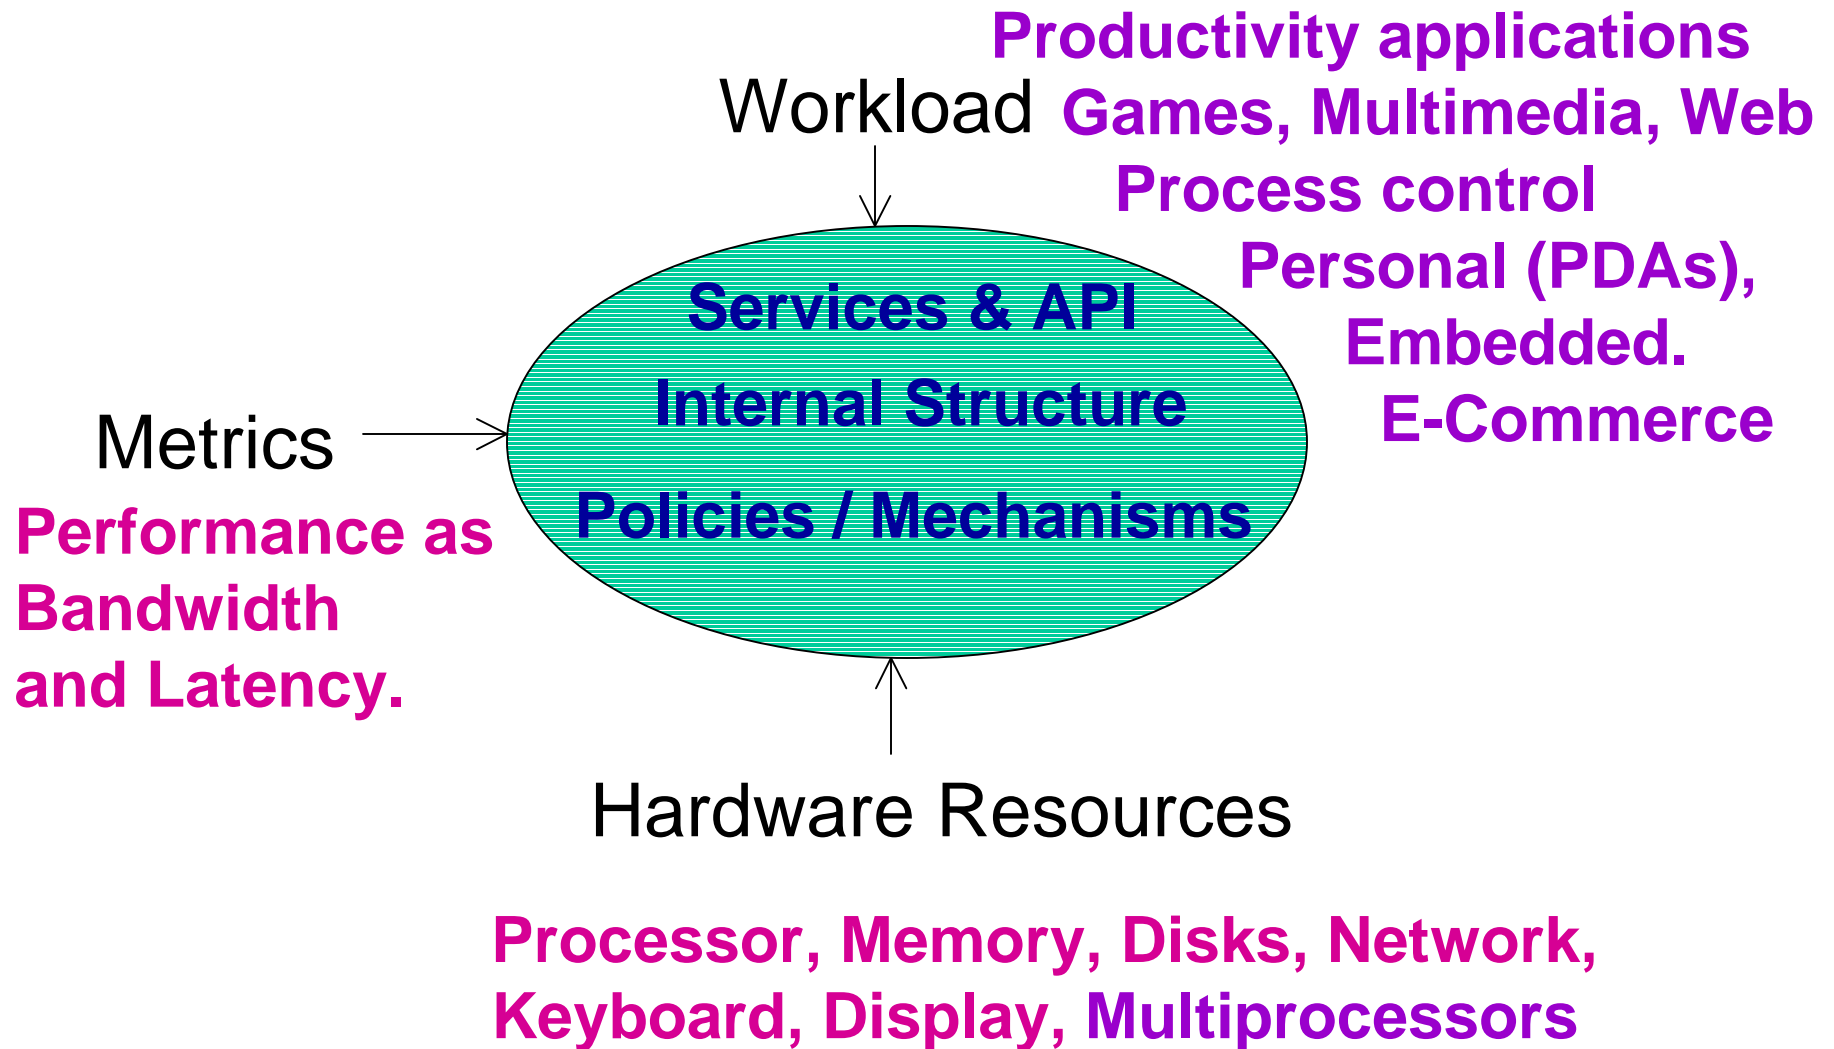 Productivity applications
Workload Games, Multimedia, Web
Process control
Personal (PDAs),
Embedded.
E-Commerce
Services & API
Internal Structure
Policies / Mechanisms
Metrics
Performance as
Bandwidth
and Latency.
Hardware Resources
Processor, Memory, Disks, Network,
Keyboard, Display, Multiprocessors